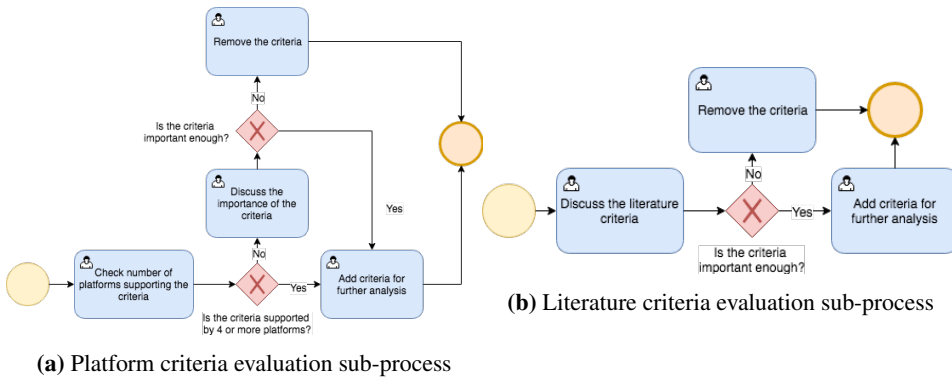 Remove the criteria
No
Is the criteria
important enough?
Discuss the
importance of the
criteria
Yes
No
Check number of
platforms supporting the
criteria
Yes
Add criteria for
further analysis
Is the criteria supported
by 4 or more platforms?
(a) Platform criteria evaluation sub-process
Remove the criteria
No
Discuss the literature
criteria
Yes
Add criteria for
further analysis
Is the criteria
important enough?
(b) Literature criteria evaluation sub-process